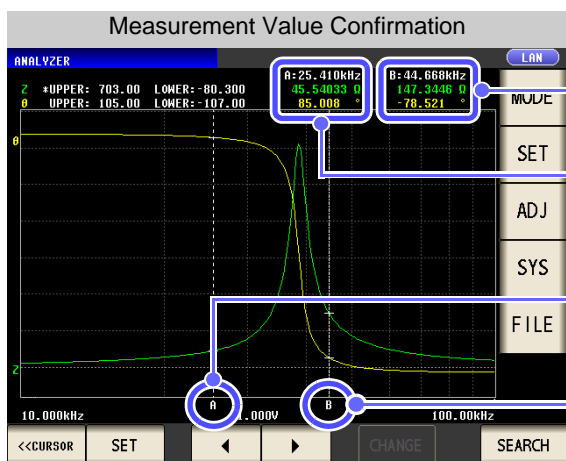 Measurement Value Confirmation
ANALYZER LAN
A:25.410kHz B:44.668kHz
Z *UPPER: 703.00 LOWER:-80.300 45.54033 Ω 147.3446 Ω
θ UPPER: 105.00 LOWER:-107.00 85.008 ° -78.521 °
MODE
θ
SET
ADJ
SYS
FILE
Z
A B
10.000kHz .000V 100.00kHz
<<CURSOR SET ◀ ▶ CHANGE SEARCH